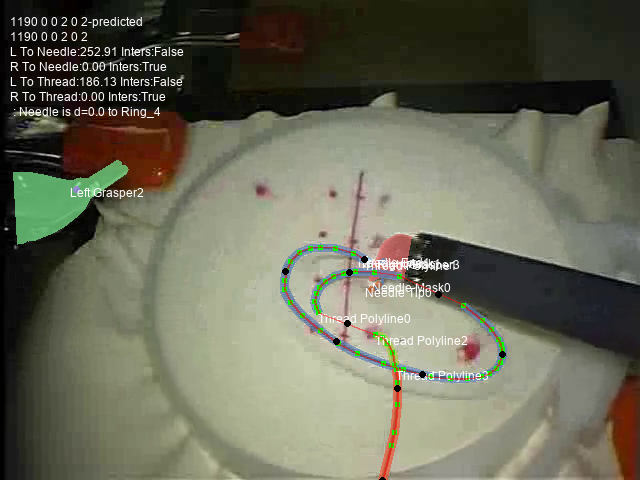 1190 0 0 2 0 2-predicted
1190 0 0 2 0 2
L To Needle:252.91 Inters:False
R To Needle:0.00 Inters:True
L To Thread:186.13 Inters:False
R To Thread:0.00 Inters:True
: Needle is d=0.0 to Ring_4
Left Grasper2
Needle Mask0
Needle Tip0
Thread Polyline0
Thread Polyline2
Thread Polyline3